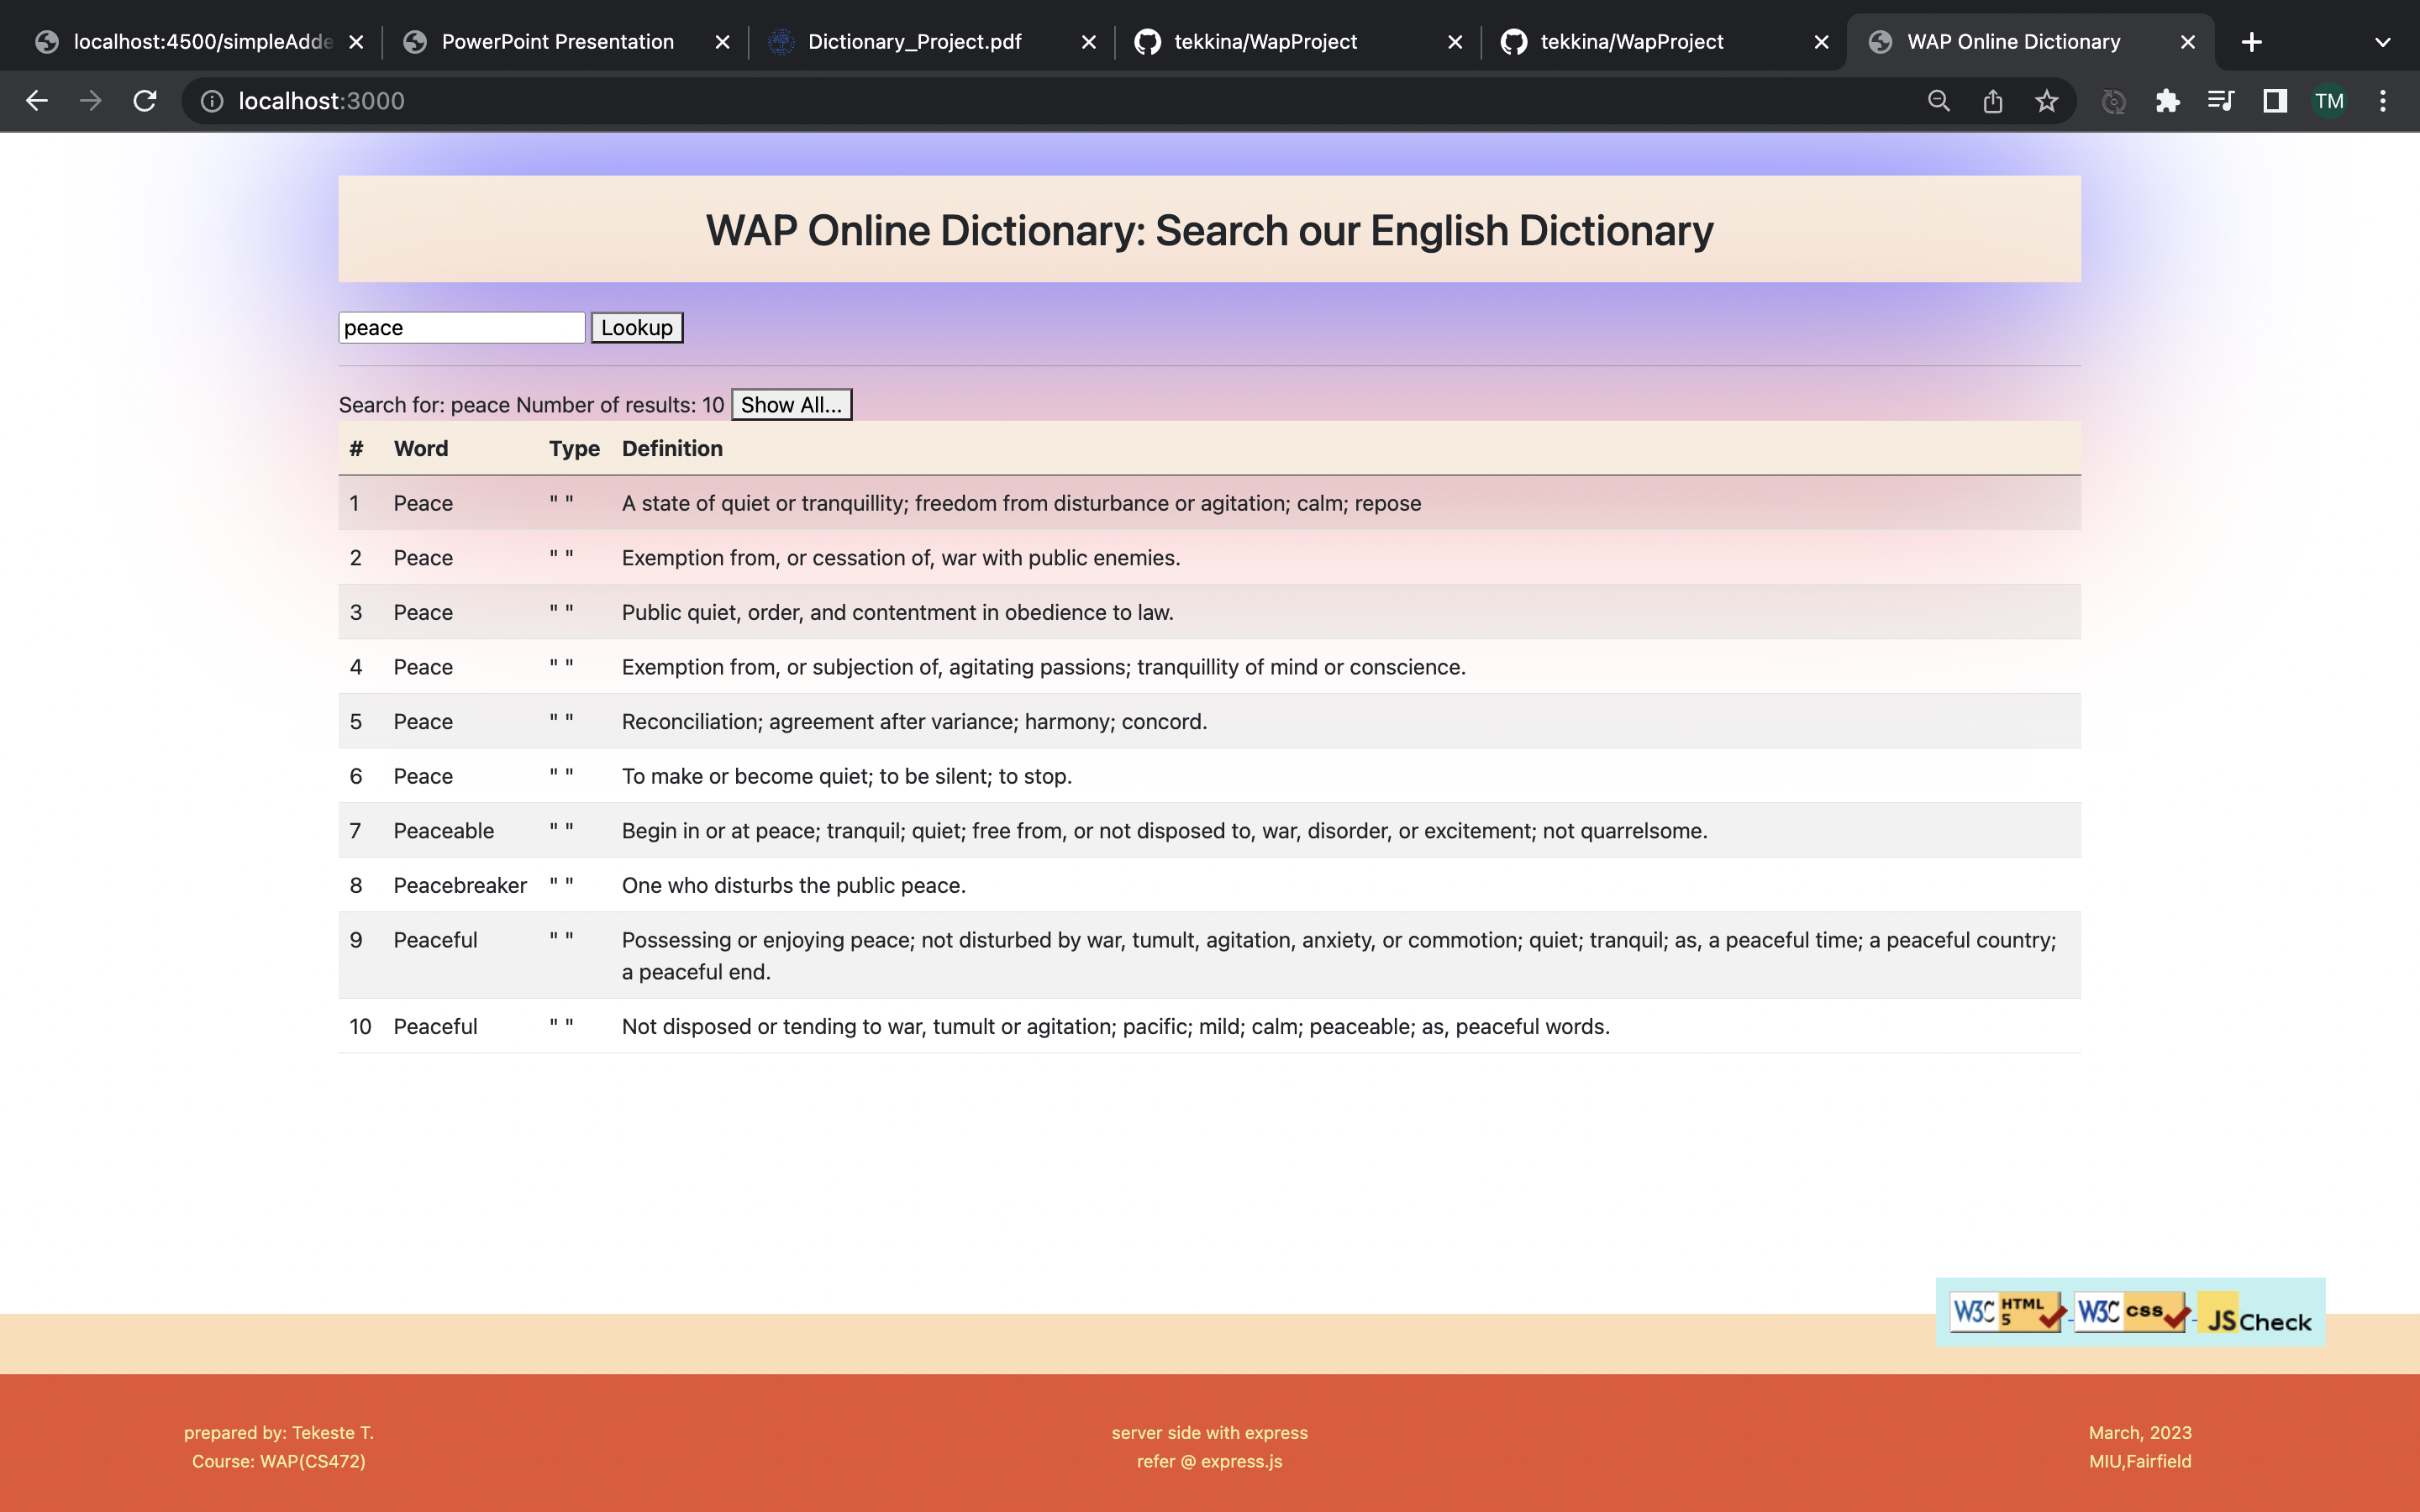 localhost:4500/simpleAdde
PowerPoint Presentation
Dictionary_Project.pdf
tekkina/WapProject
tekkina/WapProject
WAP Online Dictionary
localhost:3000
TM
WAP Online Dictionary: Search our English Dictionary
peace Lookup
Search for: peace Number of results: 10 Show All...
# Word Type Definition
1 Peace " " A state of quiet or tranquillity; freedom from disturbance or agitation; calm; repose
2 Peace " " Exemption from, or cessation of, war with public enemies.
3 Peace " " Public quiet, order, and contentment in obedience to law.
4 Peace " " Exemption from, or subjection of, agitating passions; tranquillity of mind or conscience.
5 Peace " " Reconciliation; agreement after variance; harmony; concord.
6 Peace " " To make or become quiet; to be silent; to stop.
7 Peaceable " " Begin in or at peace; tranquil; quiet; free from, or not disposed to, war, disorder, or excitement; not quarrelsome.
8 Peacebreaker " " One who disturbs the public peace.
9 Peaceful " " Possessing or enjoying peace; not disturbed by war, tumult, agitation, anxiety, or commotion; quiet; tranquil; as, a peaceful time; a peaceful country;
a peaceful end.
10 Peaceful " " Not disposed or tending to war, tumult or agitation; pacific; mild; calm; peaceable; as, peaceful words.
W3C HTML 5 W3C css JS Check
prepared by: Tekeste T.
Course: WAP(CS472)
server side with express
refer @ express.js
March, 2023
MIU,Fairfield